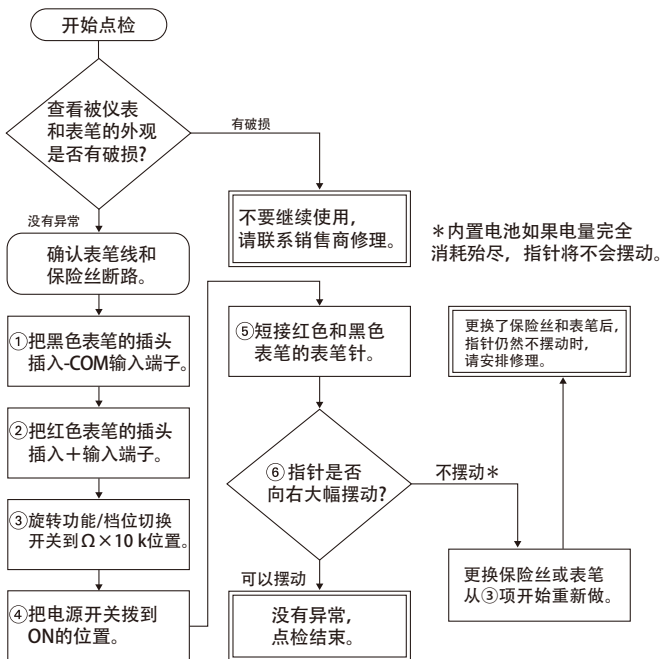 开始点检
查看被仪表
和表笔的外观
是否有破损?
有破损
不要继续使用，
请联系销售商修理。
没有异常
确认表笔线和
保险丝断路。
①把黑色表笔的插头
插入-COM输入端子。
②把红色表笔的插头
插入＋输入端子。
③旋转功能/档位切换
开关到Ω×10 k位置。
④把电源开关拨到
ON的位置。
⑤短接红色和黑色
表笔的表笔针。
⑥指针是否
向右大幅摆动?
可以摆动
没有异常，
点检结束。
不摆动＊
更换保险丝或表笔
从③项开始重新做。
更换了保险丝和表笔后，
指针仍然不摆动时，
请安排修理。
＊内置电池如果电量完全
消耗殆尽，指针将不会摆动。